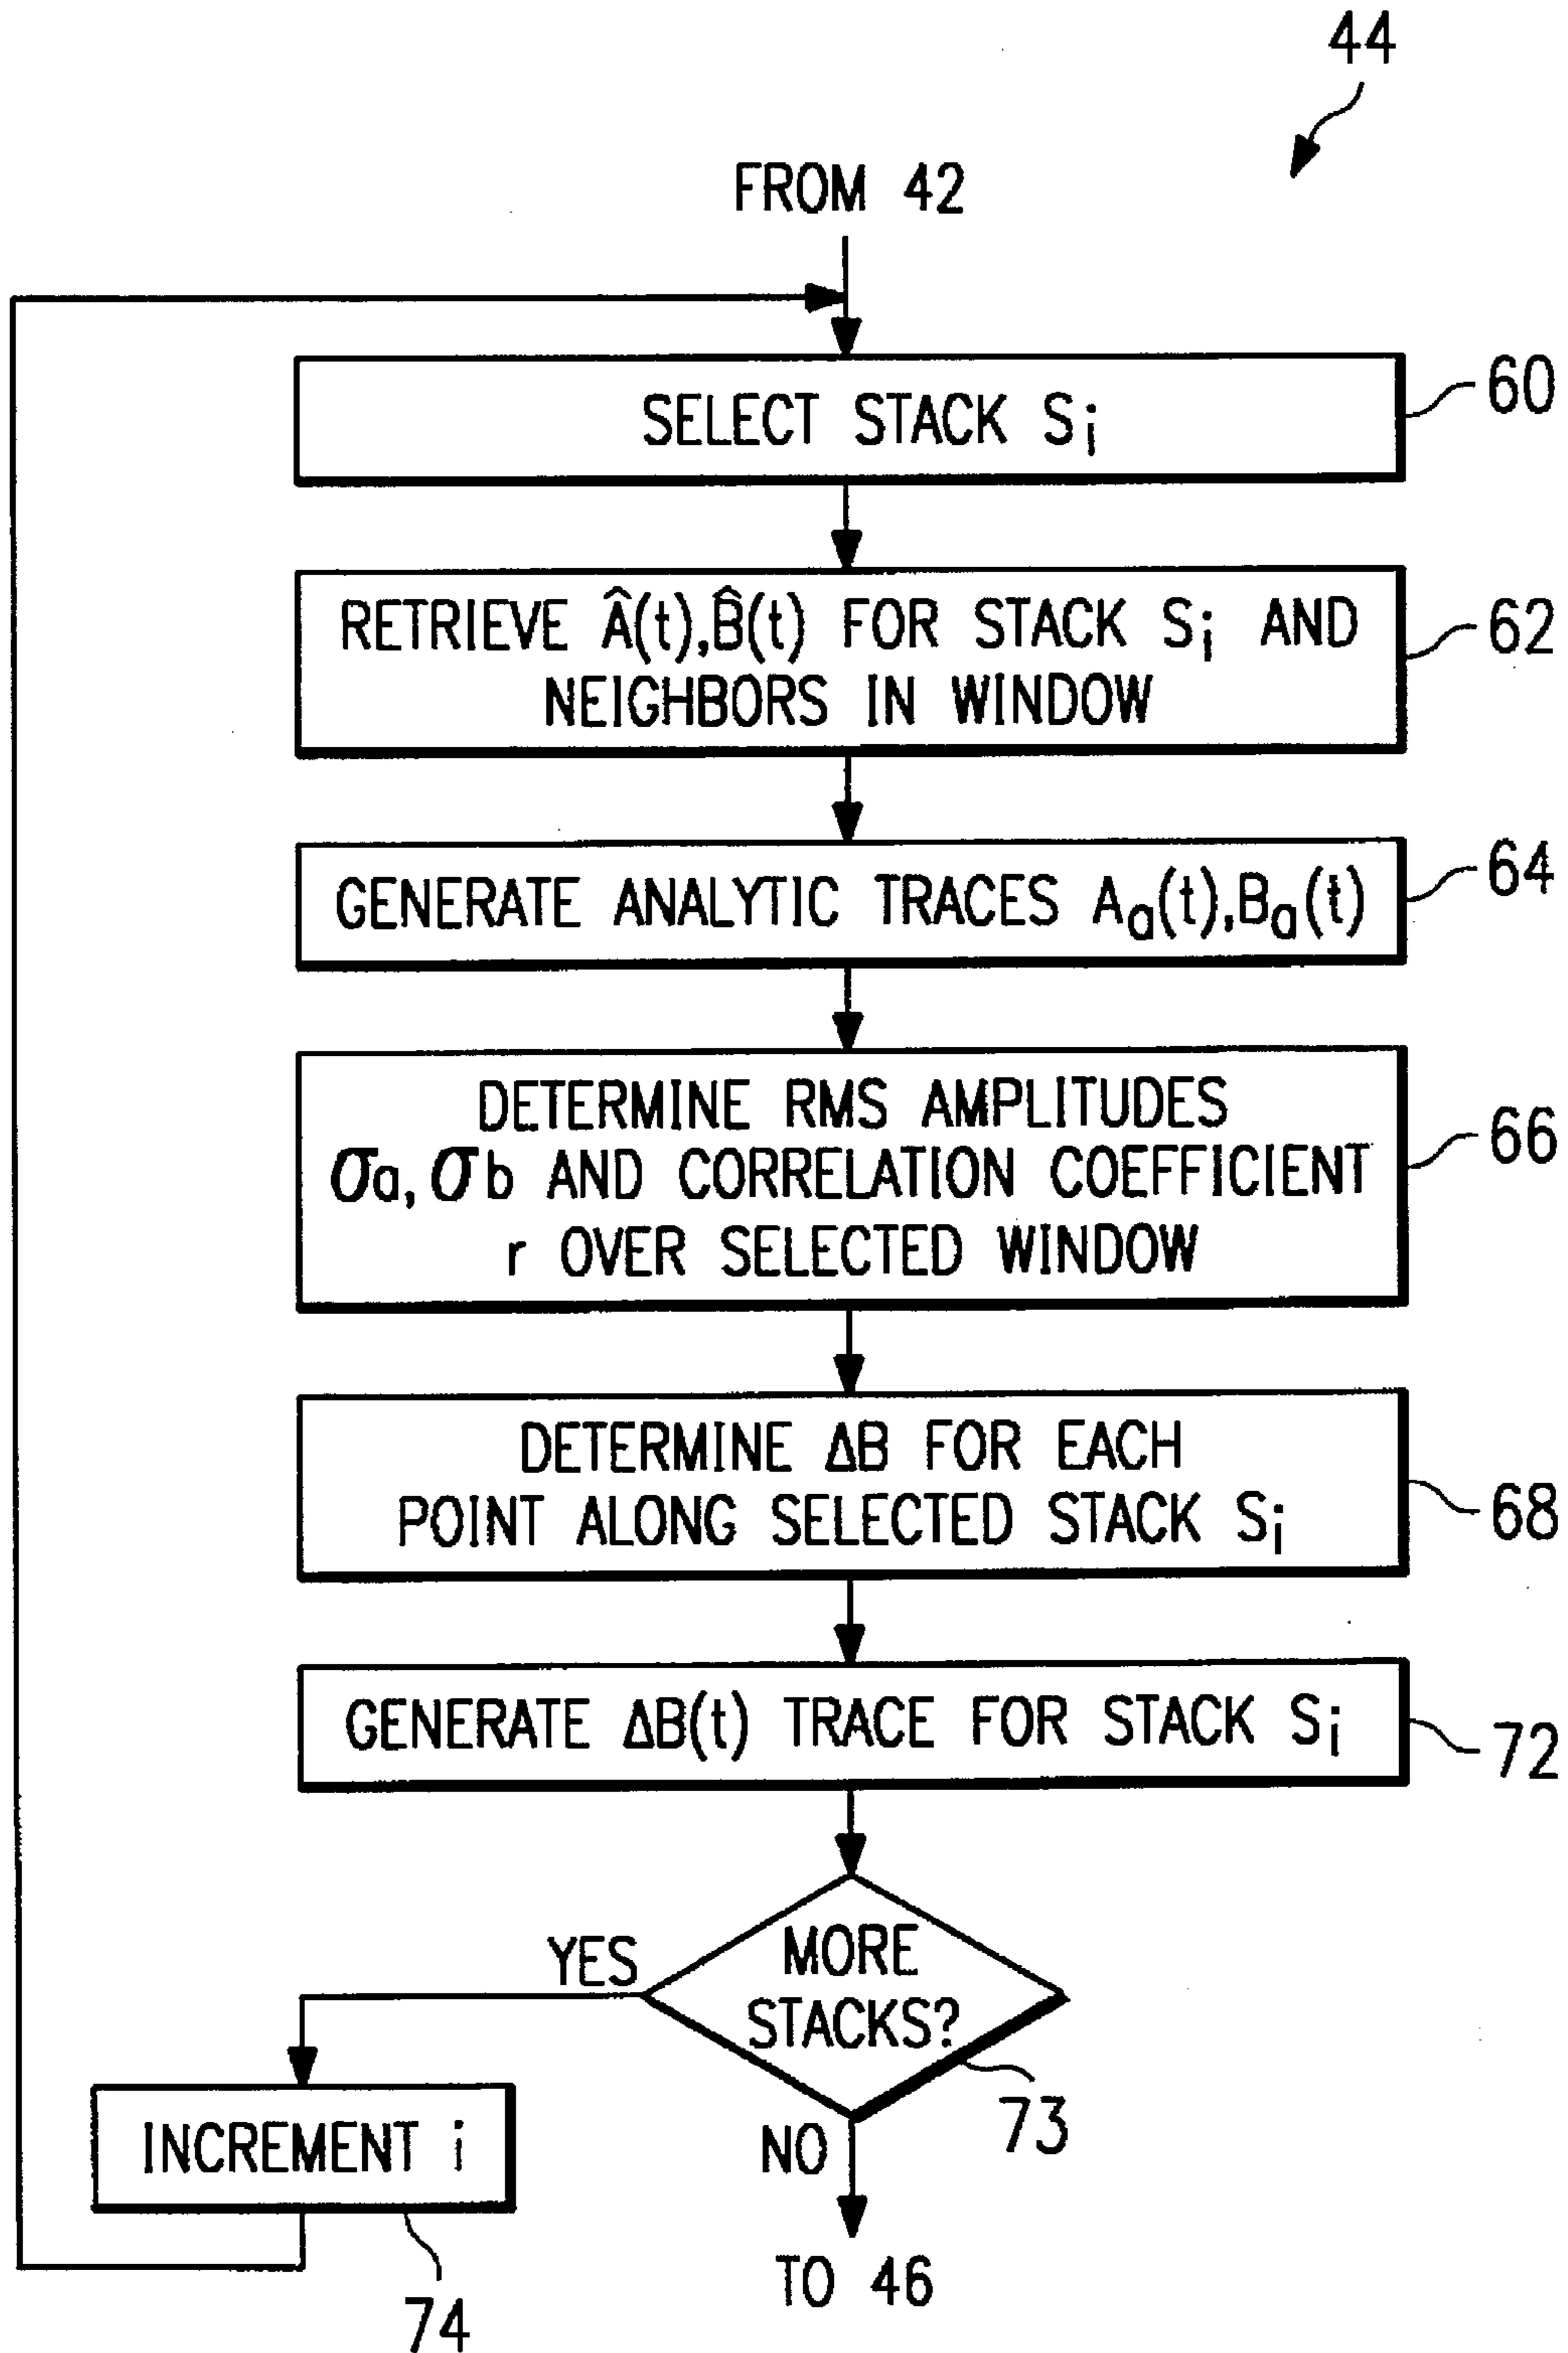 44
FROM 42
SELECT STACK Si
60
RETRIEVE Â(t),B̂(t) FOR STACK Si AND
NEIGHBORS IN WINDOW
62
GENERATE ANALYTIC TRACES Aa(t),Ba(t)
64
DETERMINE RMS AMPLITUDES
σa, σb AND CORRELATION COEFFICIENT
r OVER SELECTED WINDOW
66
DETERMINE ΔB FOR EACH
POINT ALONG SELECTED STACK Si
68
GENERATE ΔB(t) TRACE FOR STACK Si
72
MORE
STACKS?
73
YES
INCREMENT i
74
NO
TO 46